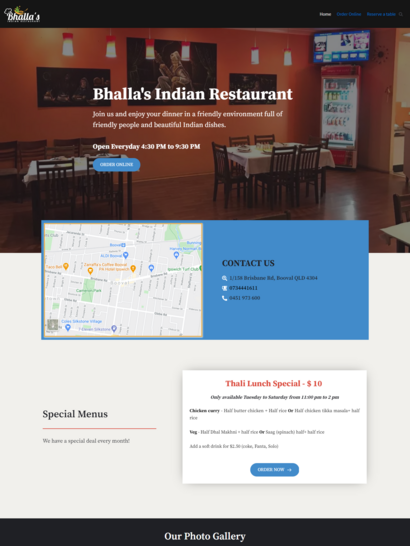 Bhalla's
Home
Order Online
Reserve a table
Bhalla's Indian Restaurant
Join us and enjoy your dinner in a friendly environment full of
friendly people and beautiful Indian dishes.
Open Everyday 4:30 PM to 9:30 PM
ORDER ONLINE
CONTACT US
1/158 Brisbane Rd, Booval QLD 4304
0734441611
0452 972 600
Special Menus
We have a special deal every month!
Thali Lunch Special - $ 10
Only available Tuesday to Saturday from 11:00 pm to 2 pm
Chicken curry - Half butter chicken + Half rice Or Half chicken tikka masala+ half
rice
Veg - Half Dhal Makhni + half rice Or Saag (spinach) half+ half rice
Add a soft drink for $2.50 (coke, Fanta, Solo)
ORDER NOW →
Our Photo Gallery